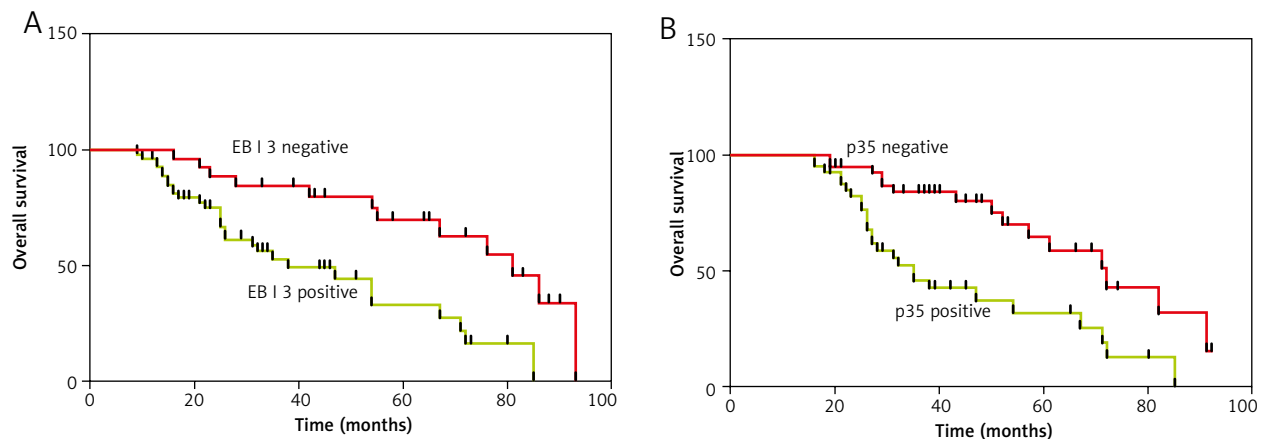 A
150
100
50
0
Overall survival
EB I 3 negative
EB I 3 positive
0 20 40 60 80 100
Time (months)
B
150
100
50
0
Overall survival
p35 negative
p35 positive
0 20 40 60 80 100
Time (months)